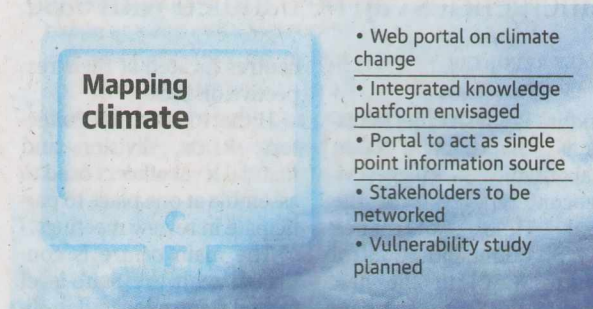 Mapping
climate
• Web portal on climate
change
• Integrated knowledge
platform envisaged
• Portal to act as single
point information source
• Stakeholders to be
networked
• Vulnerability study
planned